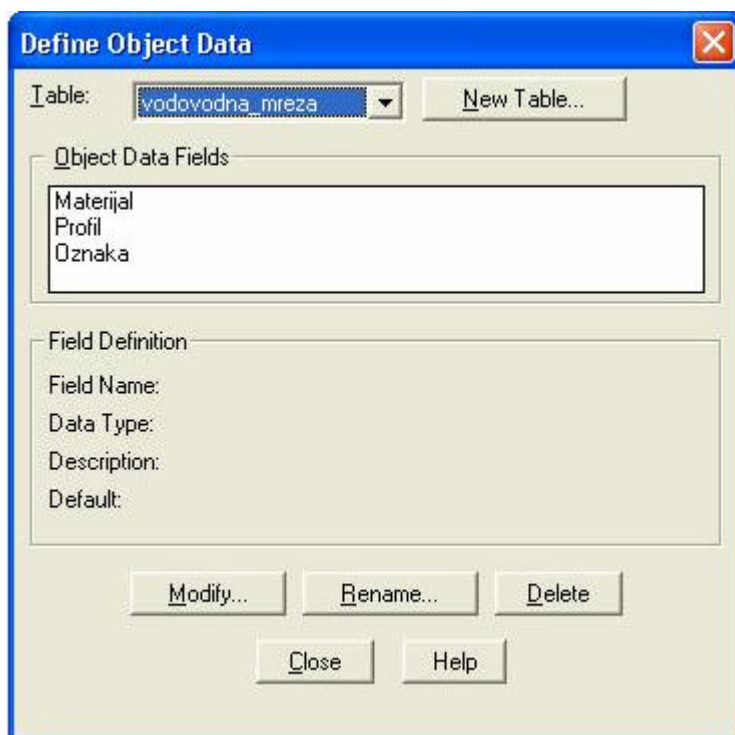 Define Object Data
Table: vodovodna_mreza New Table...
Object Data Fields
Materijal
Profil
Oznaka
Field Definition
Field Name:
Data Type:
Description:
Default:
Modify... Rename... Delete
Close Help